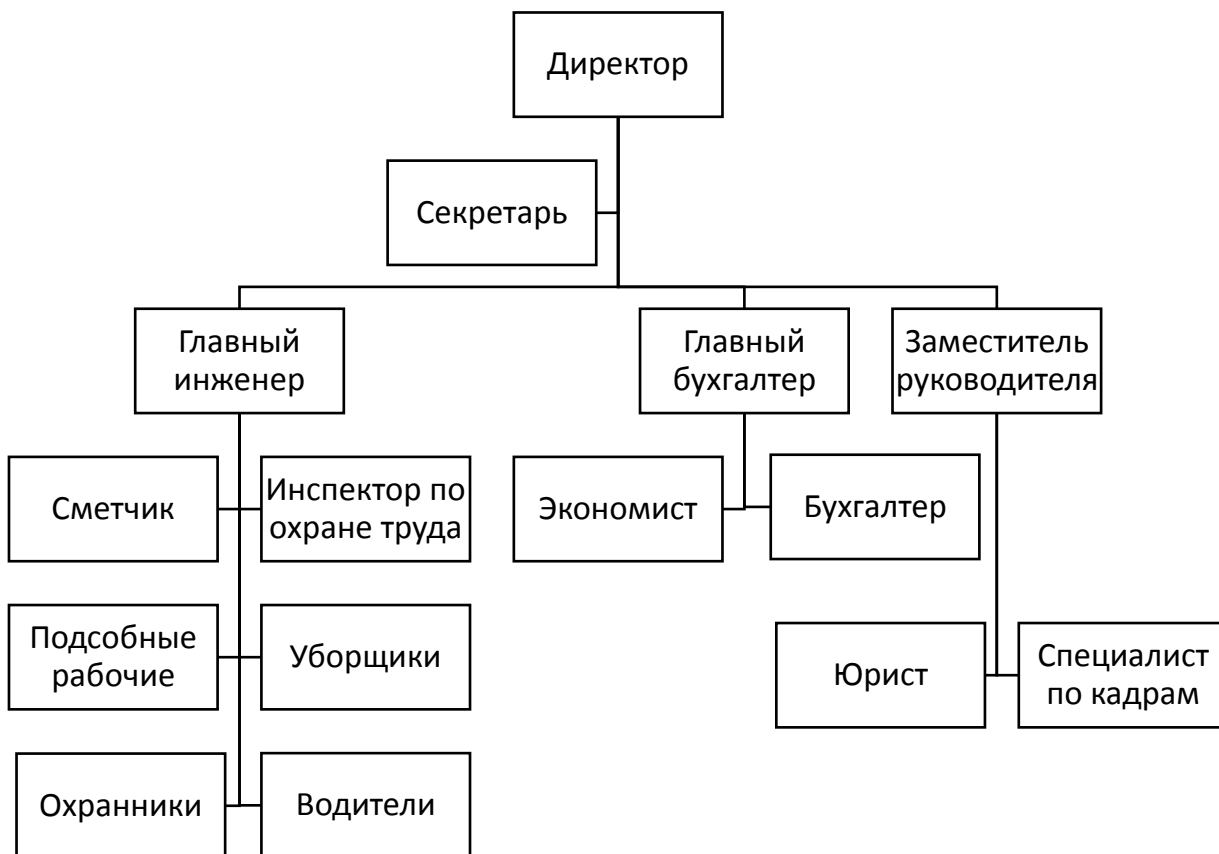 Директор
Секретарь
Главный
инженер
Главный
бухгалтер
Заместитель
руководителя
Сметчик
Инспектор по
охране труда
Экономист
Бухгалтер
Подсобные
рабочие
Уборщики
Юрист
Специалист
по кадрам
Охранники
Водители